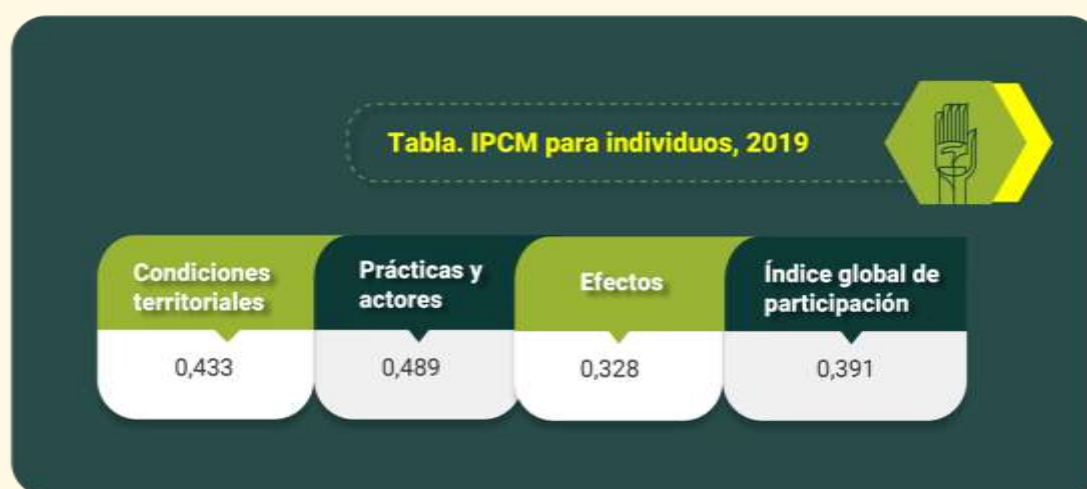 Tabla. IPCM para individuos, 2019
Condiciones
territoriales
Prácticas y
actores
Efectos
Índice global de
participación
0,433
0,489
0,328
0,391